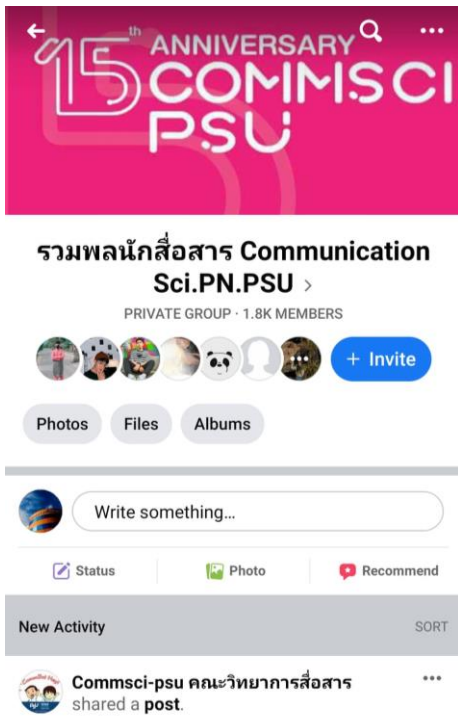 15th ANNIVERSARY
COMMSCI
PSU
รวมพลนักสื่อสาร Communication
Sci.PN.PSU >
PRIVATE GROUP · 1.8K MEMBERS
+ Invite
Photos Files Albums
Write something...
Status Photo Recommend
New Activity SORT
Commsci-psu คณะวิทยาการสื่อสาร
shared a post.